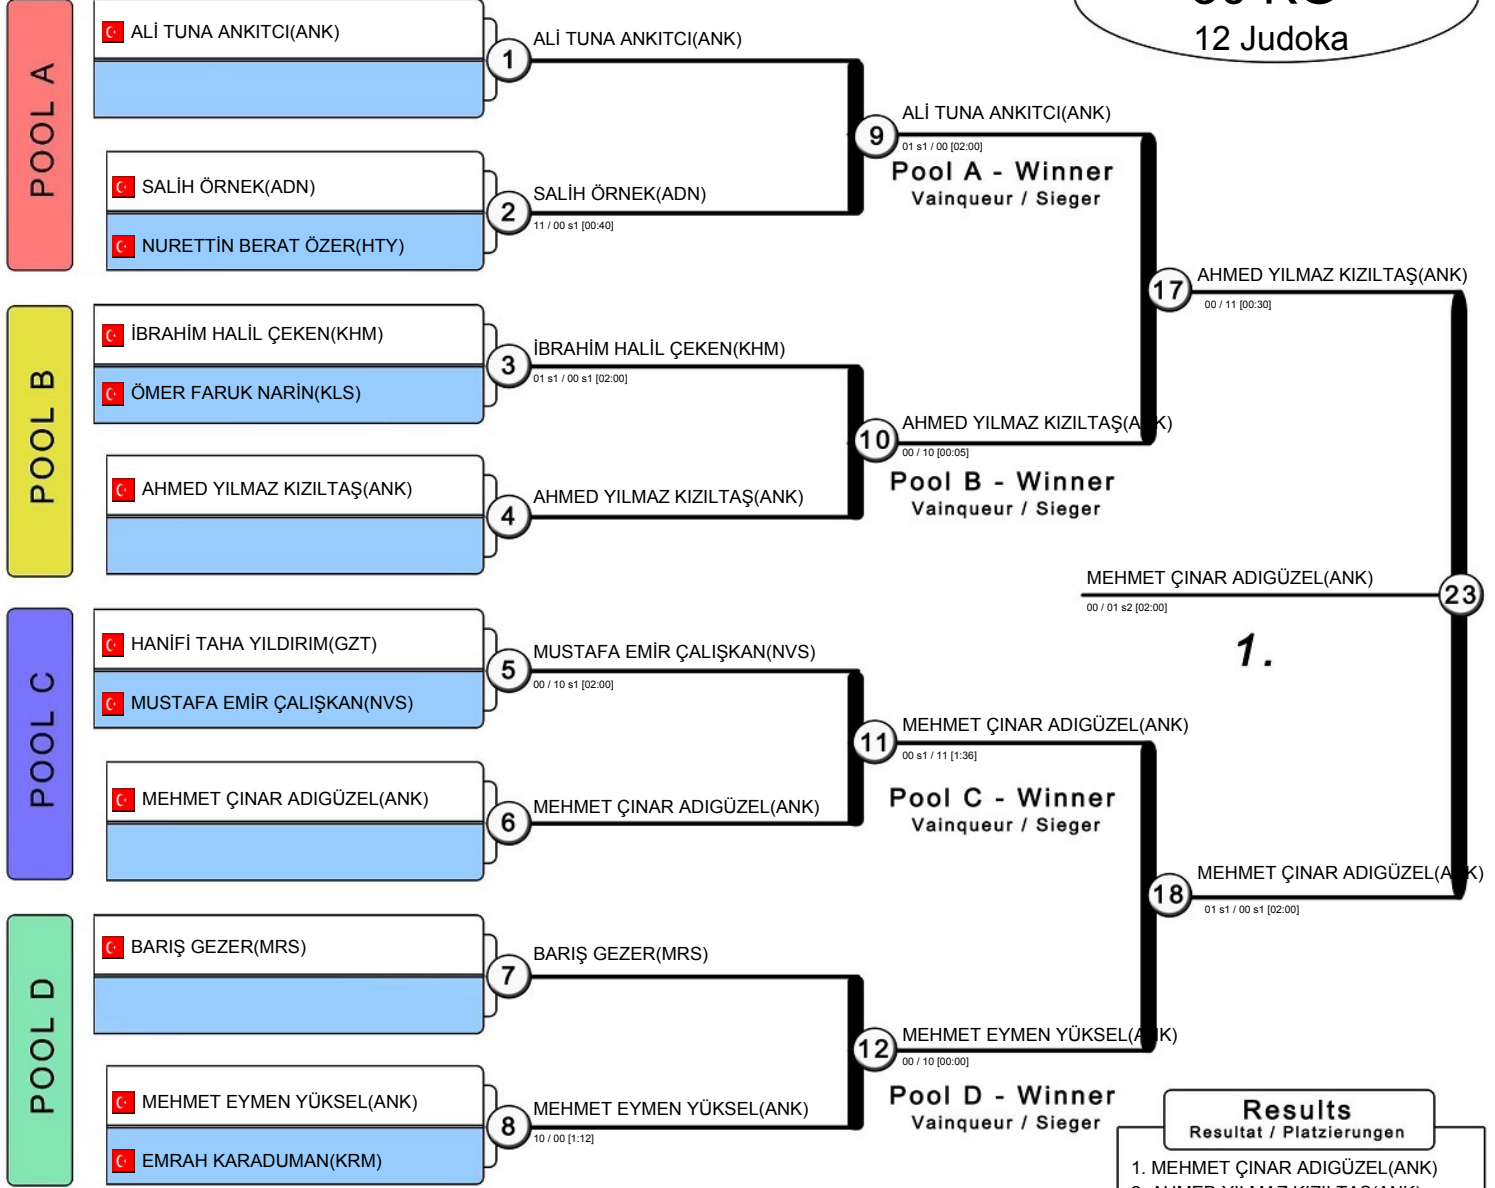 12 Judoka
POOL A
ALİ TUNA ANKITCI(ANK)
SALİH ÖRNEK(ADN)
NURETTİN BERAT ÖZER(HTY)
POOL B
İBRAHİM HALİL ÇEKEN(KHM)
ÖMER FARUK NARİN(KLS)
AHMED YILMAZ KIZILTAŞ(ANK)
POOL C
HANİFİ TAHA YILDIRIM(GZT)
MUSTAFA EMİR ÇALIŞKAN(NVS)
MEHMET ÇINAR ADIGÜZEL(ANK)
POOL D
BARIŞ GEZER(MRS)
MEHMET EYMEN YÜKSEL(ANK)
EMRAH KARADUMAN(KRM)
1
ALİ TUNA ANKITCI(ANK)
2
SALİH ÖRNEK(ADN)
11 / 00 s1 [00:40]
3
İBRAHİM HALİL ÇEKEN(KHM)
01 s1 / 00 s1 [02:00]
4
AHMED YILMAZ KIZILTAŞ(ANK)
5
MUSTAFA EMİR ÇALIŞKAN(NVS)
00 / 10 s1 [02:00]
6
MEHMET ÇINAR ADIGÜZEL(ANK)
7
BARIŞ GEZER(MRS)
8
MEHMET EYMEN YÜKSEL(ANK)
10 / 00 [1:12]
9
ALİ TUNA ANKITCI(ANK)
01 s1 / 00 [02:00]
Pool A - Winner
Vainqueur / Sieger
10
AHMED YILMAZ KIZILTAŞ(ANK)
00 / 10 [00:05]
Pool B - Winner
Vainqueur / Sieger
11
MEHMET ÇINAR ADIGÜZEL(ANK)
00 s1 / 11 [1:36]
Pool C - Winner
Vainqueur / Sieger
12
MEHMET EYMEN YÜKSEL(ANK)
00 / 10 [00:00]
Pool D - Winner
Vainqueur / Sieger
17
AHMED YILMAZ KIZILTAŞ(ANK)
00 / 11 [00:30]
18
MEHMET ÇINAR ADIGÜZEL(ANK)
01 s1 / 00 s1 [02:00]
23
MEHMET ÇINAR ADIGÜZEL(ANK)
00 / 01 s2 [02:00]
1.
Results
Resultat / Platzierungen
1. MEHMET ÇINAR ADIGÜZEL(ANK)